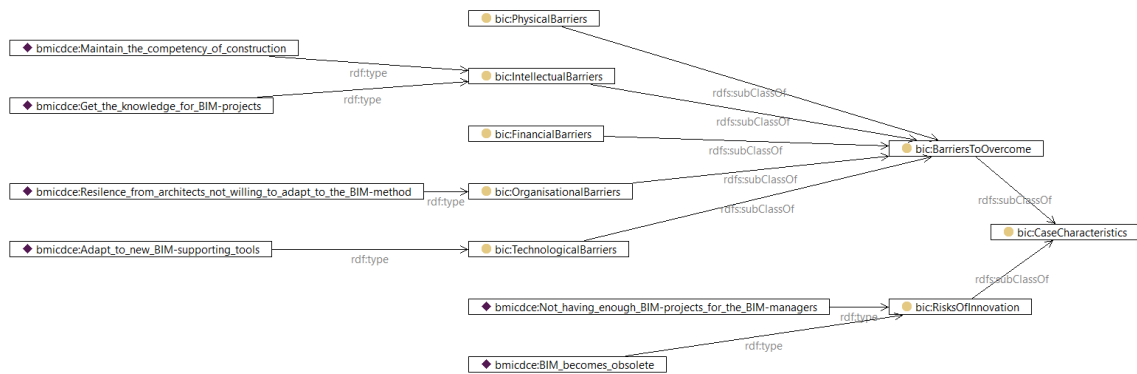 bic:PhysicalBarriers
bmicdce:Maintain_the_competency_of_construction
rdf:type
bic:IntellectualBarriers
rdfs:subClassOf
bmicdce:Get_the_knowledge_for_BIM-projects
rdf:type
rdfs:subClassOf
bic:FinancialBarriers
rdfs:subClassOf
bic:BarriersToOvercome
bmicdce:Resilence_from_architects_not_willing_to_adapt_to_the_BIM-method
rdf:type
bic:OrganisationalBarriers
rdfs:subClassOf
rdfs:subClassOf
rdfs:subClassOf
bic:CaseCharacteristics
bmicdce:Adapt_to_new_BIM-supporting_tools
rdf:type
bic:TechnologicalBarriers
rdfs:subClassOf
bmicdce:Not_having_enough_BIM-projects_for_the_BIM-managers
rdf:type
bic:RisksOfInnovation
rdf:type
bmicdce:BIM_becomes_obsolete